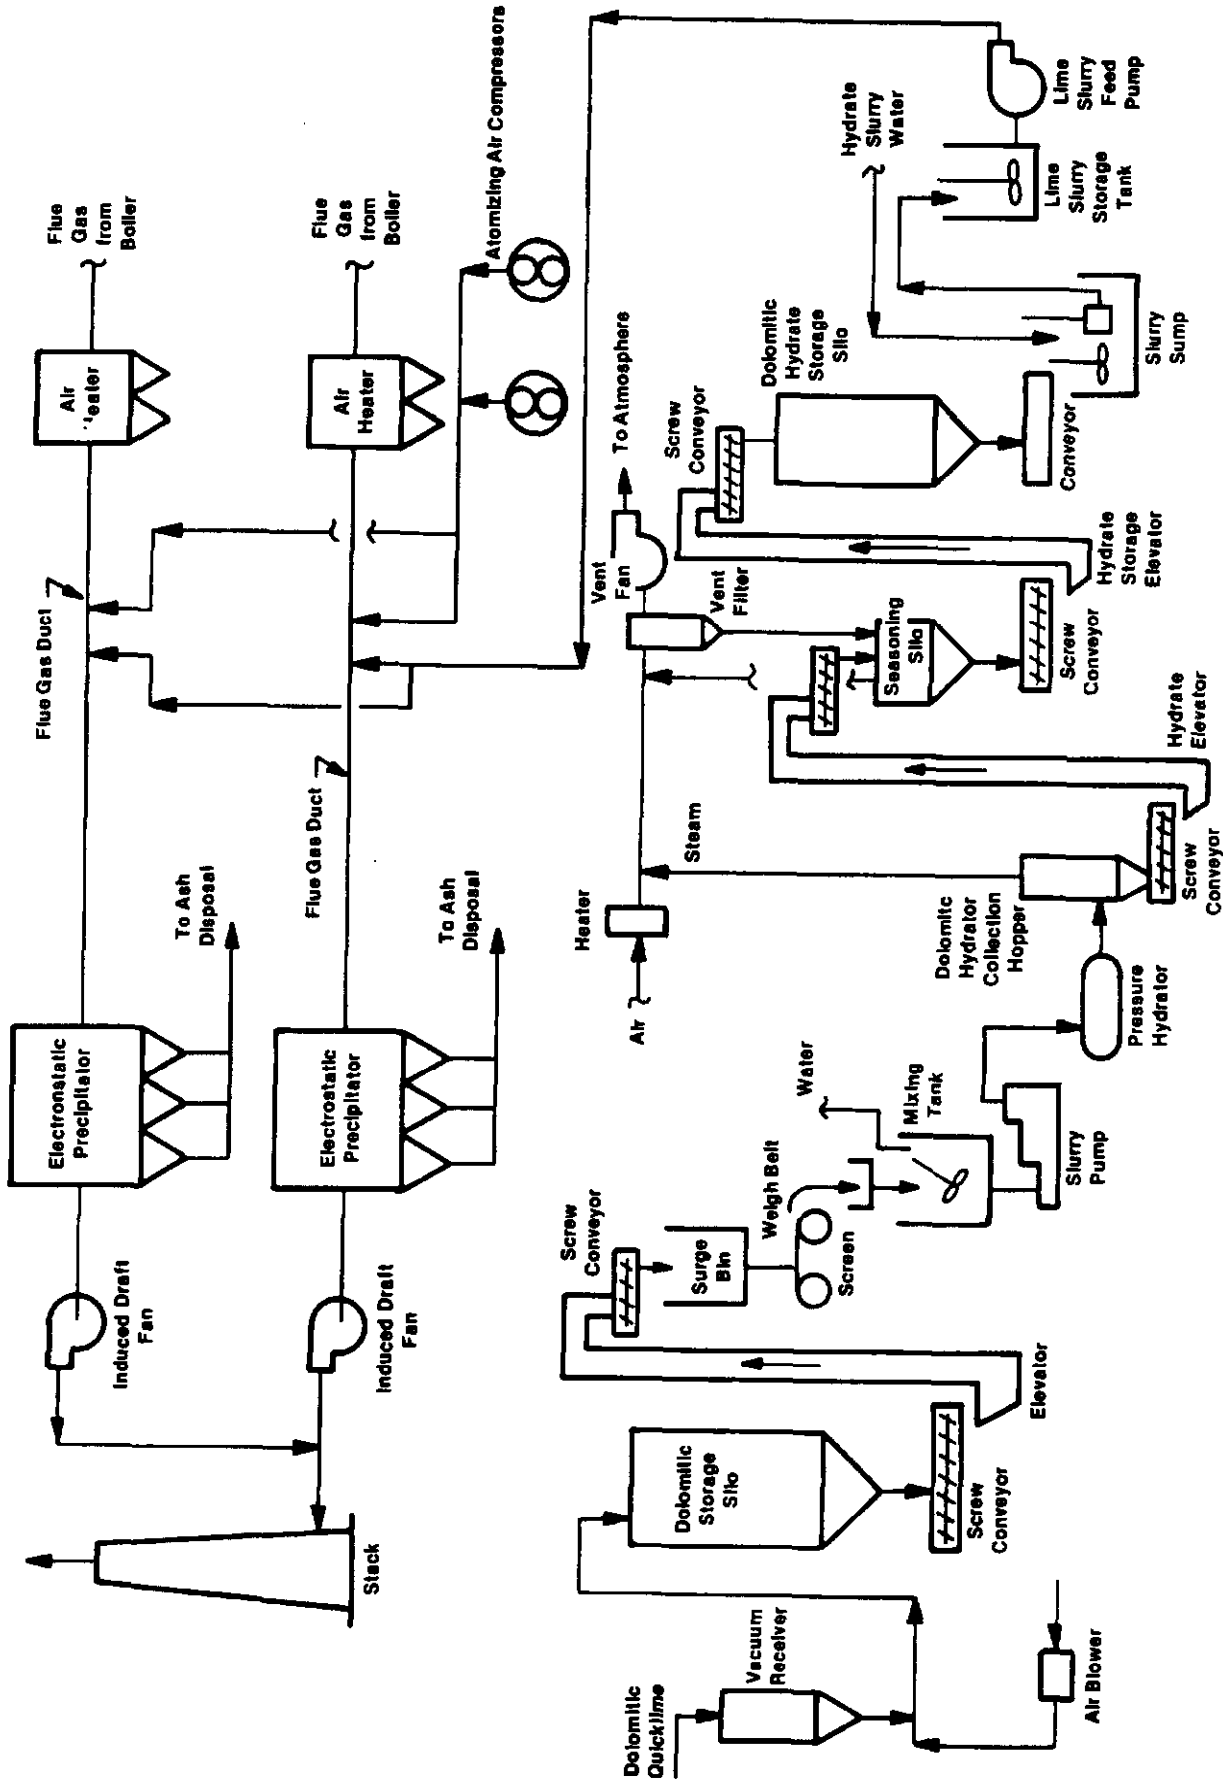 Flue
Gas
from
Boiler
Air
Flue Gas Duct
Electronstatic
Precipitator
To Ash
Disposal
Induced Draft
Fan
Stack
Flue
Gas
from
Boiler
Air
Heater
Flue Gas Duct
Electrostatic
Precipitator
To Ash
Disposal
Induced Draft
Fan
Atomizing Air Compressors
Dolomitic
Quicklime
Vacuum
Receiver
Air Blower
Dolomitic
Storage
Silo
Screw
Conveyor
Elevator
Screw
Conveyor
Surge
Bin
Weigh Belt
Screen
Water
Mixing
Tank
Slurry
Pump
Pressure
Hydrator
Dolomitc
Hydrator
Collection
Hopper
Screw
Conveyor
Air
Heater
Steam
Hydrate
Elevator
Vent
Fan
To Atmosphere
Vent
Filter
Seasoning
Silo
Screw
Conveyor
Hydrate
Storage
Elevator
Screw
Conveyor
Dolomitic
Hydrate
Storage
Silo
Conveyor
Hydrate
Slurry
Water
Slurry
Sump
Lime
Slurry
Storage
Tank
Lime
Slurry
Feed
Pump